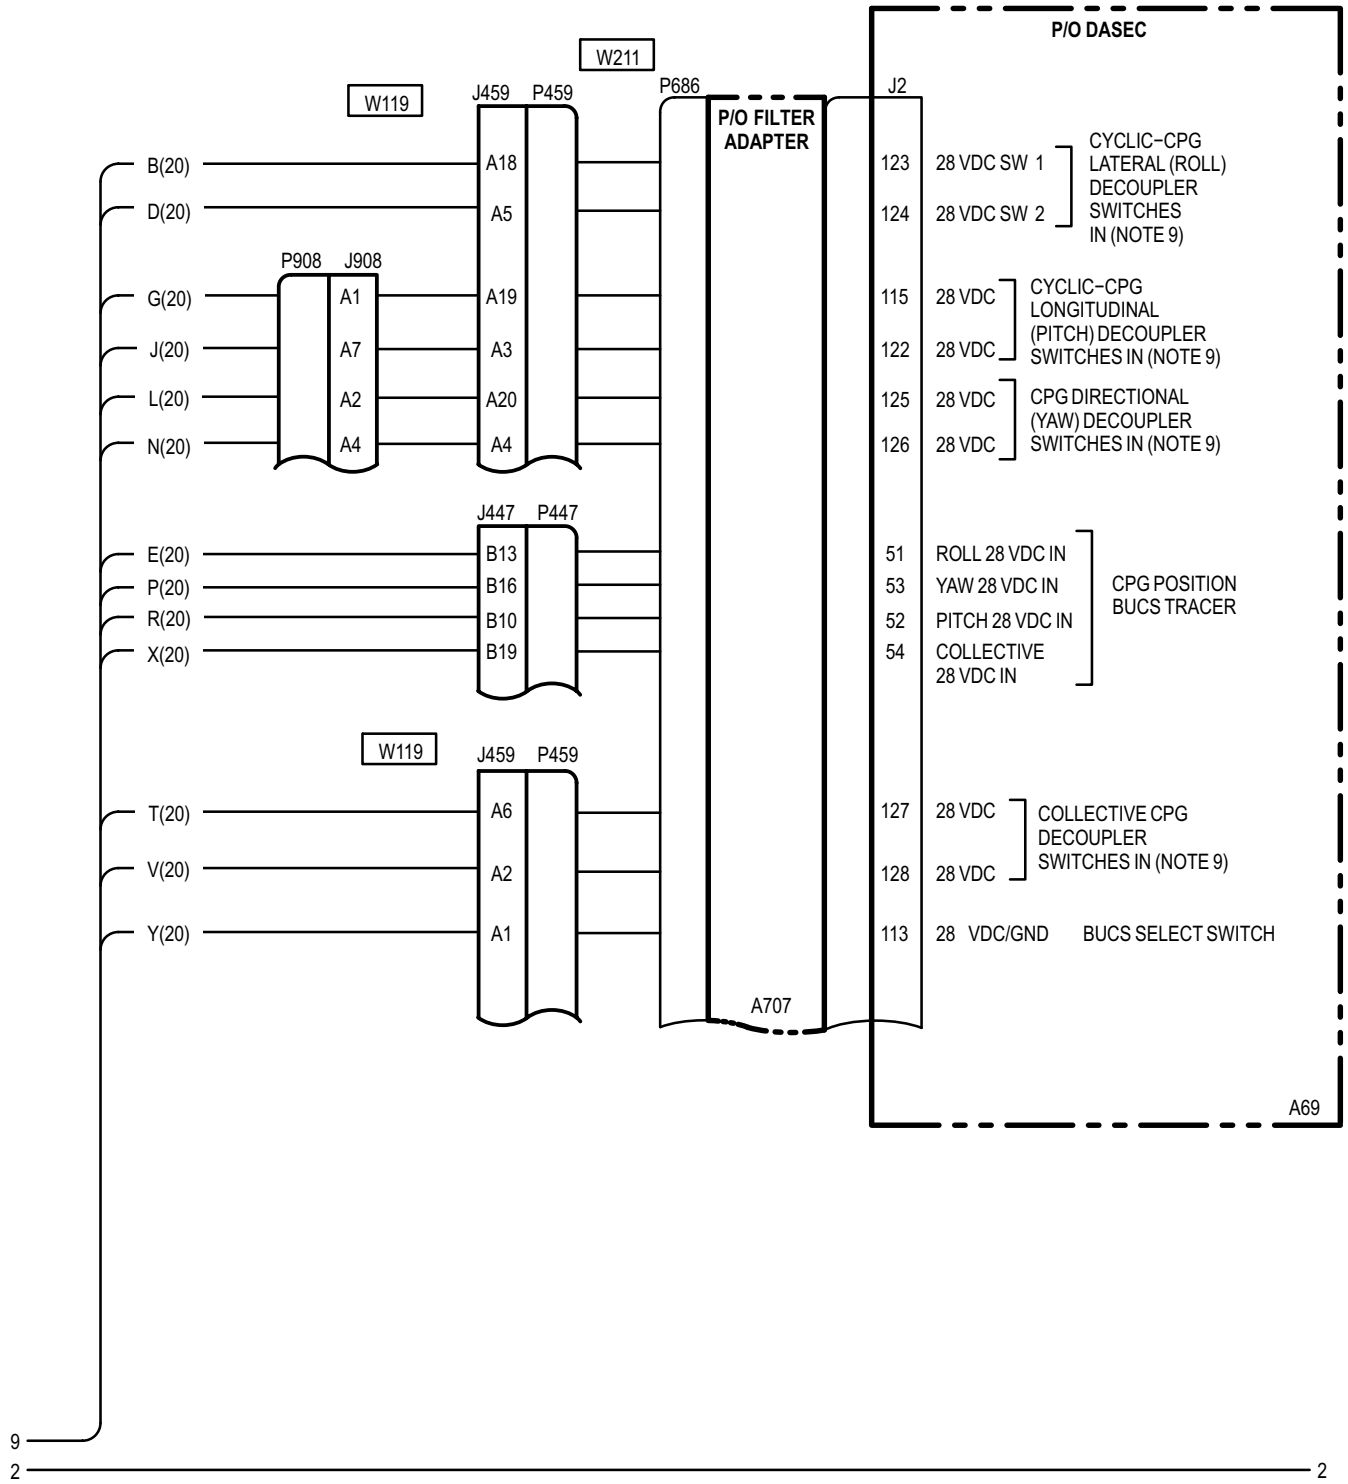 P/O DASEC
W211
W119
J459 P459
P686
J2
P/O FILTER
ADAPTER
B(20)
A18
123 28 VDC SW 1
CYCLIC−CPG
LATERAL (ROLL)
DECOUPLER
SWITCHES
IN (NOTE 9)
D(20)
A5
124 28 VDC SW 2
P908 J908
G(20)
A1
A19
115 28 VDC
CYCLIC−CPG
LONGITUDINAL
(PITCH) DECOUPLER
SWITCHES IN (NOTE 9)
J(20)
A7
A3
122 28 VDC
L(20)
A2
A20
125 28 VDC
CPG DIRECTIONAL
(YAW) DECOUPLER
SWITCHES IN (NOTE 9)
N(20)
A4
A4
126 28 VDC
J447 P447
E(20)
B13
51 ROLL 28 VDC IN
P(20)
B16
53 YAW 28 VDC IN
CPG POSITION
BUCS TRACER
R(20)
B10
52 PITCH 28 VDC IN
X(20)
B19
54 COLLECTIVE
28 VDC IN
W119
J459 P459
T(20)
A6
127 28 VDC
COLLECTIVE CPG
DECOUPLER
SWITCHES IN (NOTE 9)
V(20)
A2
128 28 VDC
Y(20)
A1
113 28 VDC/GND BUCS SELECT SWITCH
A707
A69
9
2 2